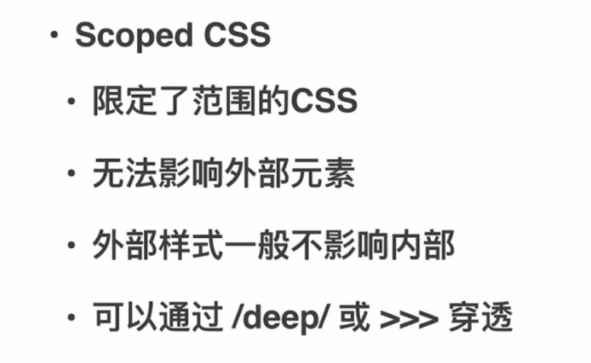 • Scoped CSS
• 限定了范围的CSS
• 无法影响外部元素
• 外部样式一般不影响内部
• 可以通过 /deep/ 或 >>> 穿透